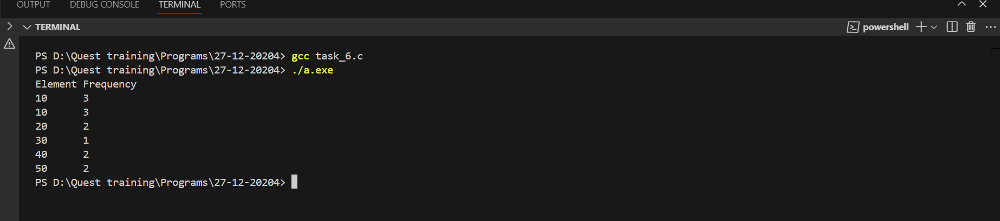 OUTPUT DEBUG CONSOLE TERMINAL PORTS
TERMINAL powershell
PS D:\Quest training\Programs\27-12-20204> gcc task_6.c
PS D:\Quest training\Programs\27-12-20204> ./a.exe
Element Frequency
10 3
10 3
20 2
30 1
40 2
50 2
PS D:\Quest training\Programs\27-12-20204>